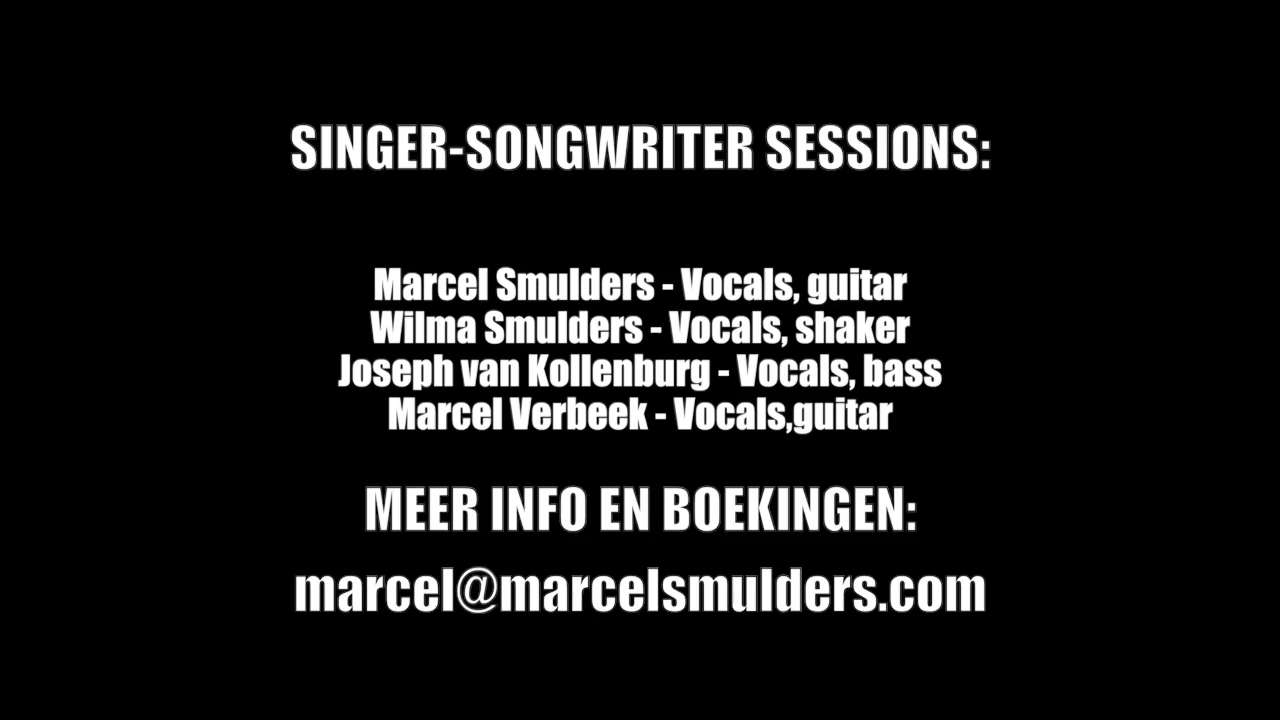 SINGER-SONGWRITER SESSIONS:
Marcel Smulders - Vocals, guitar
Wilma Smulders - Vocals, shaker
Joseph van Kollenburg - Vocals, bass
Marcel Verbeek - Vocals,guitar
MEER INFO EN BOEKINGEN:
marcel@marcelsmulders.com